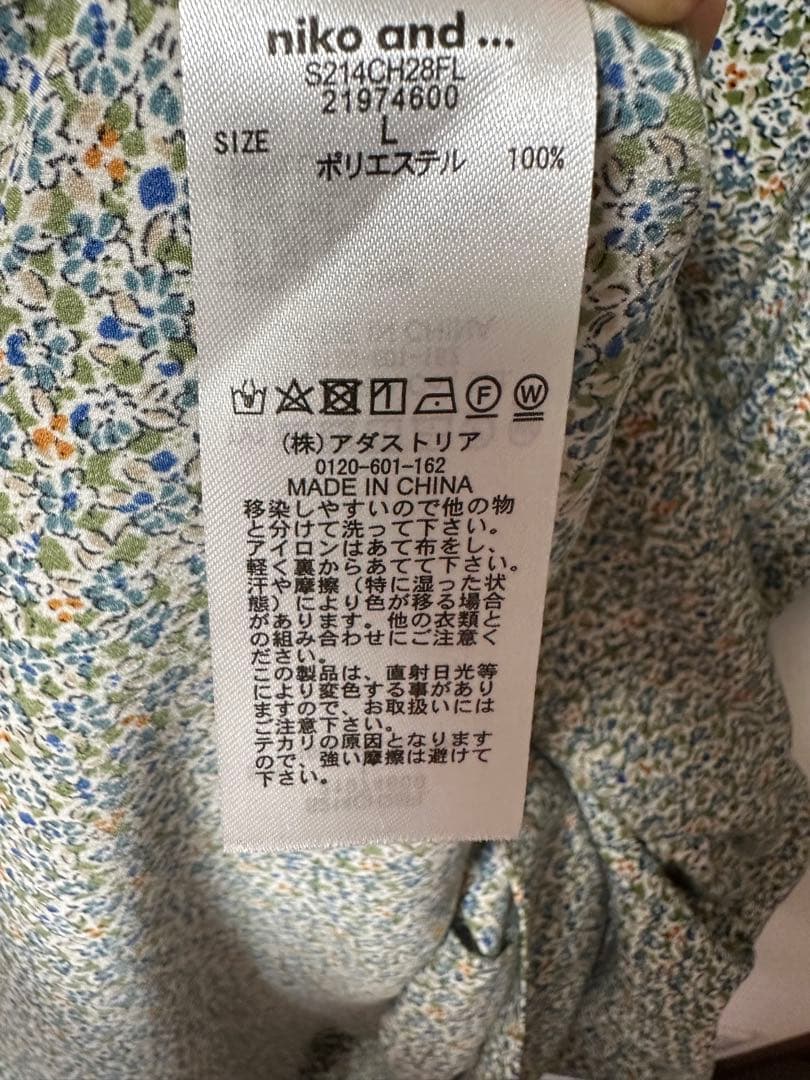 niko and ...
S214CH28FL
21974600
SIZE L
ポリエステル 100%
F W
(株)アダストリア
0120-601-162
MADE IN CHINA
移染しやすいので他の物
と分けて洗って下さい。
アイロンはあて布をし、
軽く裏からあてて下さい。
汗や摩擦（特に湿った状
態）により色が移る場合
があります。他の衣類と
の組み合わせにご注意く
ださい。
この製品は、直射日光等
により変色する事があり
ますので、お取扱いには
ご注意下さい。
テカリの原因となります
ので、強い摩擦は避けて
下さい。